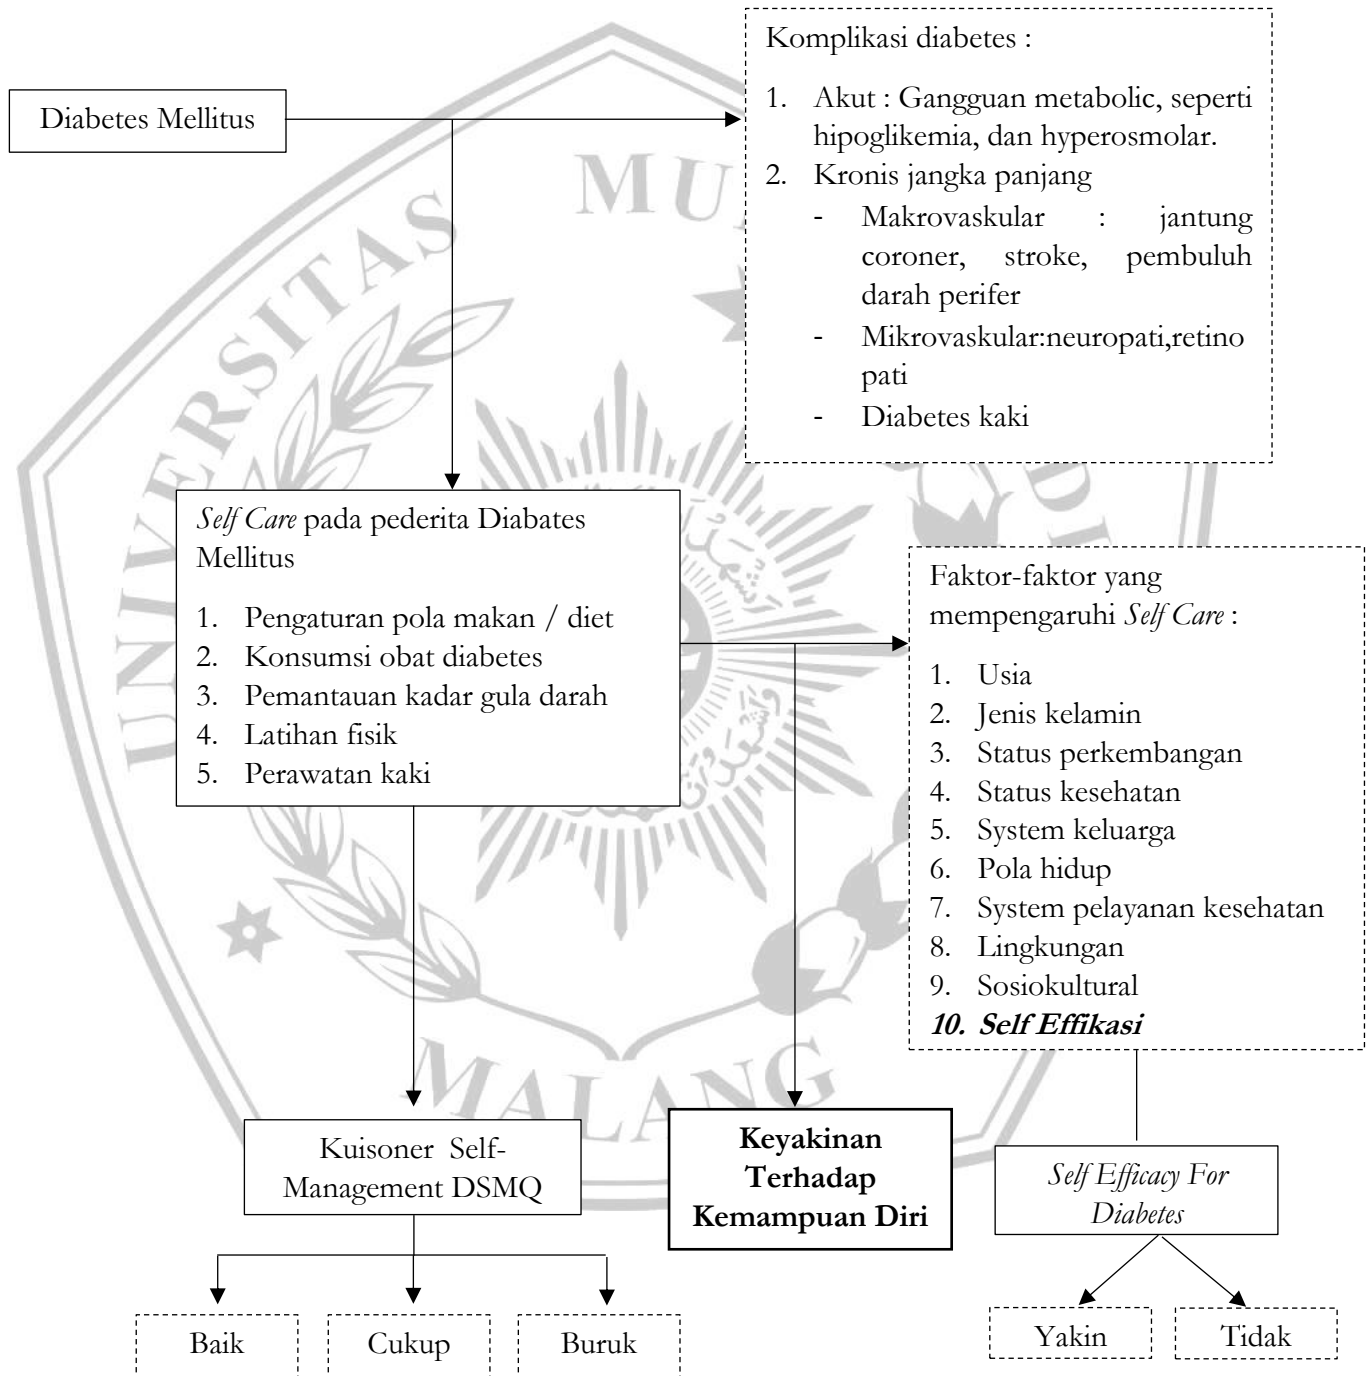 Komplikasi diabetes :
Diabetes Mellitus
1. Akut : Gangguan metabolic, seperti
hipoglikemia, dan hyperosmolar.
2. Kronis jangka panjang
- Makrovaskular : jantung
coroner, stroke, pembuluh
darah perifer
- Mikrovaskular:neuropati,retino
pati
- Diabetes kaki
Self Care pada pederita Diabates
Mellitus
1. Pengaturan pola makan / diet
2. Konsumsi obat diabetes
3. Pemantauan kadar gula darah
4. Latihan fisik
5. Perawatan kaki
Faktor-faktor yang
mempengaruhi Self Care :
1. Usia
2. Jenis kelamin
3. Status perkembangan
4. Status kesehatan
5. System keluarga
6. Pola hidup
7. System pelayanan kesehatan
8. Lingkungan
9. Sosiokultural
10. Self Effikasi
Kuisoner Self-
Management DSMQ
Keyakinan
Terhadap
Kemampuan Diri
Self Efficacy For
Diabetes
Baik
Cukup
Buruk
Yakin
Tidak
UNIVERSITAS MU
DI
MALANG